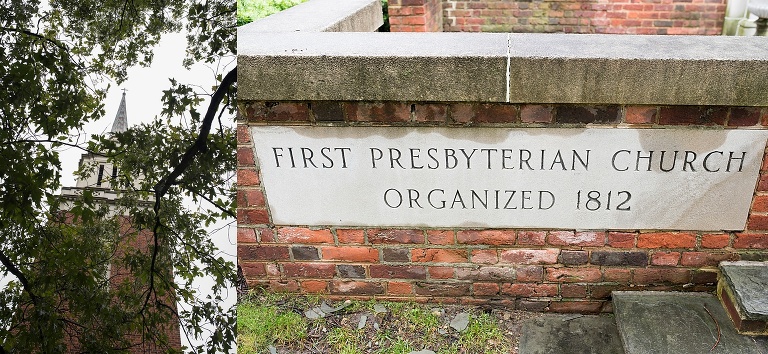 FIRST PRESBYTERIAN CHURCH
ORGANIZED 1812